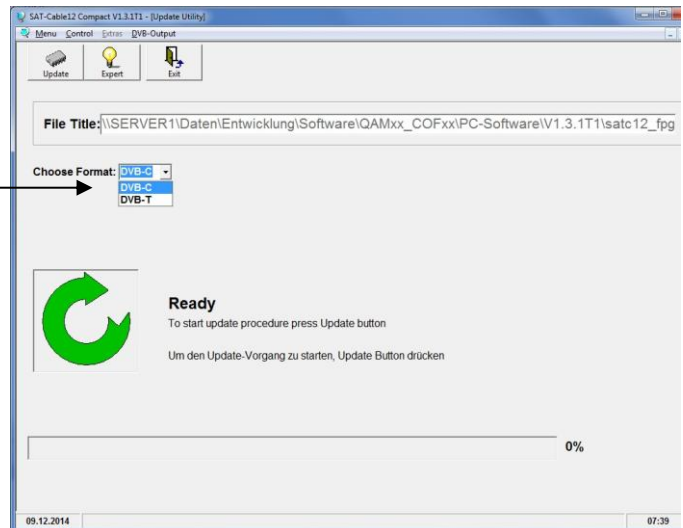 SAT-Cable12 Compact V1.3.1T1 - [Update Utility]
Menu Control Extras DVB-Output
Update Expert Exit
File Title: \\SERVER1\Daten\Entwicklung\Software\QAMxx_COFxx\PC-Software\V1.3.1T1\satc12_fpg
Choose Format: DVB-C
DVB-C
DVB-T
Ready
To start update procedure press Update button
Um den Update-Vorgang zu starten, Update Button drücken
0%
09.12.2014 07:39